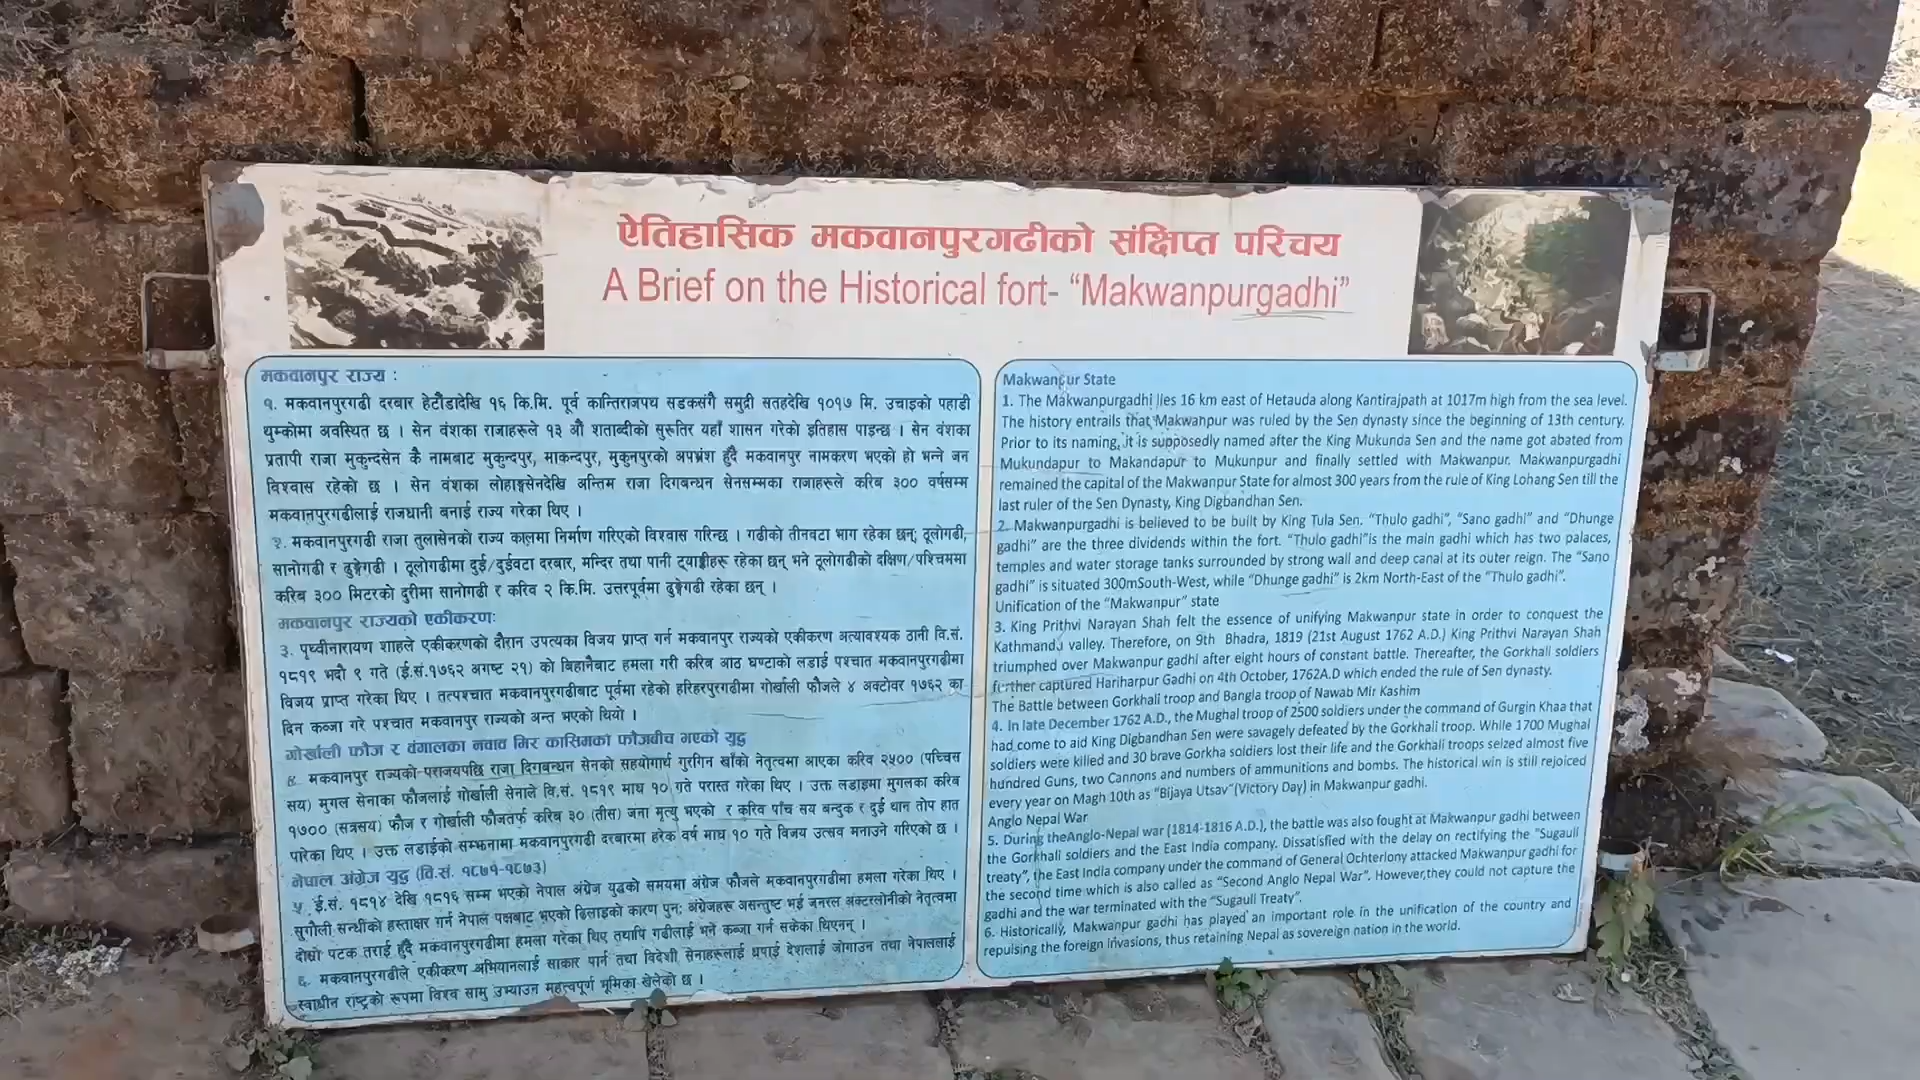 ऐतिहासिक मकवानपुरगढीको संक्षिप्त परिचय
A Brief on the Historical fort- “Makwanpurgadhi”
मकवानपुर राज्य :
१. मकवानपुरगढी दरबार हेटौंडादेखि १६ कि.मि. पूर्व कान्तिराजपथ सडकसंगै समुद्री सतहदेखि १०१७ मि. उचाइको पहाडी
थुम्कोमा अवस्थित छ । सेन वंशका राजाहरूले १३ औं शताब्दीको सुरूतिर यहाँ शासन गरेको इतिहास पाइन्छ । सेन वंशका
प्रतापी राजा मुकुन्दसेन कै नामबाट मुकुन्दपुर, माकन्दपुर, मुकुनपुरको अपभ्रंश हुँदै मकवानपुर नामकरण भएको हो भन्ने जन
विश्वास रहेको छ । सेन वंशका लोहाङ्गसेनदेखि अन्तिम राजा दिगबन्धन सेनसम्मका राजाहरूले करिब ३०० वर्षसम्म
मकवानपुरगढीलाई राजधानी बनाई राज्य गरेका थिए ।
२. मकवानपुरगढी राजा तुलासेनको राज्य कालमा निर्माण गरिएको विश्वास गरिन्छ । गढीको तीनवटा भाग रहेका छन्; ठूलोगढी,
सानोगढी र ढुङ्गेगढी । ठूलोगढीमा दुई/दुईवटा दरबार, मन्दिर तथा पानी ट्याङ्कीहरू रहेका छन् भने ठूलोगढीको दक्षिण/पश्चिममा
करिब ३०० मिटरको दुरीमा सानोगढी र करिव २ कि.मि. उत्तरपूर्वमा ढुङ्गेगढी रहेका छन् ।
मकवानपुर राज्यको एकीकरणः
३. पृथ्वीनारायण शाहले एकीकरणको दौरान उपत्यका विजय प्राप्त गर्न मकवानपुर राज्यको एकीकरण अत्यावश्यक ठानी वि.सं.
१८१९ भदौ ९ गते (ई.सं.१७६२ अगष्ट २१) को बिहानैबाट हमला गरी करिब आठ घण्टाको लडाई पश्चात मकवानपुरगढीमा
विजय प्राप्त गरेका थिए । तत्पश्चात मकवानपुरगढीबाट पूर्वमा रहेको हरिहरपुरगढीमा गोर्खाली फौजले ४ अक्टोवर १७६२ का
दिन कब्जा गरे पश्चात मकवानपुर राज्यको अन्त भएको थियो ।
गोर्खाली फौज र वंगालका नवाव मिर कासिमका फौजबीच भएको युद्ध
४. मकवानपुर राज्यको पराजयपछि राजा दिगबन्धन सेनको सहयोगार्थ गुरगिन खाँको नेतृत्वमा आएका करिब २५०० (पच्चिस
सय) मुगल सेनाका फौजलाई गोर्खाली सेनाले वि.सं. १८१९ माघ १० गते परास्त गरेका थिए । उक्त लडाइमा मुगलका करिब
१७०० (सत्रसय) फौज र गोर्खाली फौजतर्फ करिब ३० (तीस) जना मृत्यु भएको र करिव पाँच सय बन्दुक र दुई थान तोप हात
पारेका थिए । उक्त लडाईको सम्झनामा मकवानपुरगढी दरबारमा हरेक वर्ष माघ १० गते विजय उत्सव मनाउने गरिएको छ ।
नेपाल अंग्रेज युद्ध (वि.सं. १८७१-१८७३)
५. ई.सं. १८१४ देखि १८१६ सम्म भएको नेपाल अंग्रेज युद्धको समयमा अंग्रेज फौजले मकवानपुरगढीमा हमला गरेका थिए ।
सुगौली सन्धीको हस्ताक्षर गर्न नेपाल पक्षबाट भएको ढिलाइको कारण पुनः अंग्रेजहरू असन्तुष्ट भई जनरल अक्टरलोनीको नेतृत्वमा
दोस्रो पटक तराई हुँदै मकवानपुरगढीमा हमला गरेका थिए तथापि गढीलाई भने कब्जा गर्न सकेका थिएनन् ।
६. मकवानपुरगढीले एकीकरण अभियानलाई साकार पार्न तथा विदेशी सेनाहरूलाई धपाई देशलाई जोगाउन तथा नेपाललाई
स्वाधीन राष्ट्रको रूपमा विश्व सामु उभ्याउन महत्वपूर्ण भूमिका खेलेको छ ।
Makwanpur State
1. The Makwanpurgadhi lies 16 km east of Hetauda along Kantirajpath at 1017m high from the sea level.
The history entrails that Makwanpur was ruled by the Sen dynasty since the beginning of 13th century.
Prior to its naming, it is supposedly named after the King Mukunda Sen and the name got abated from
Mukundapur to Makandapur to Mukunpur and finally settled with Makwanpur. Makwanpurgadhi
remained the capital of the Makwanpur State for almost 300 years from the rule of King Lohang Sen till the
last ruler of the Sen Dynasty, King Digbandhan Sen.
2. Makwanpurgadhi is believed to be built by King Tula Sen. “Thulo gadhi”, “Sano gadhi” and “Dhunge
gadhi” are the three dividends within the fort. “Thulo gadhi”is the main gadhi which has two palaces,
temples and water storage tanks surrounded by strong wall and deep canal at its outer reign. The “Sano
gadhi” is situated 300mSouth-West, while “Dhunge gadhi” is 2km North-East of the “Thulo gadhi”.
Unification of the “Makwanpur” state
3. King Prithvi Narayan Shah felt the essence of unifying Makwanpur state in order to conquest the
Kathmandu valley. Therefore, on 9th Bhadra, 1819 (21st August 1762 A.D.) King Prithvi Narayan Shah
triumphed over Makwanpur gadhi after eight hours of constant battle. Thereafter, the Gorkhali soldiers
further captured Hariharpur Gadhi on 4th October, 1762A.D which ended the rule of Sen dynasty.
The Battle between Gorkhali troop and Bangla troop of Nawab Mir Kashim
4. In late December 1762 A.D., the Mughal troop of 2500 soldiers under the command of Gurgin Khaa that
had come to aid King Digbandhan Sen were savagely defeated by the Gorkhali troop. While 1700 Mughal
soldiers were killed and 30 brave Gorkha soldiers lost their life and the Gorkhali troops seized almost five
hundred Guns, two Cannons and numbers of ammunitions and bombs. The historical win is still rejoiced
every year on Magh 10th as “Bijaya Utsav”(Victory Day) in Makwanpur gadhi.
Anglo Nepal War
5. During theAnglo-Nepal war (1814-1816 A.D.), the battle was also fought at Makwanpur gadhi between
the Gorkhali soldiers and the East India company. Dissatisfied with the delay on rectifying the “Sugauli
treaty”, the East India company under the command of General Ochterlony attacked Makwanpur gadhi for
the second time which is also called as “Second Anglo Nepal War”. However,they could not capture the
gadhi and the war terminated with the “Sugauli Treaty”.
6. Historically, Makwanpur gadhi has played an important role in the unification of the country and
repulsing the foreign invasions, thus retaining Nepal as sovereign nation in the world.